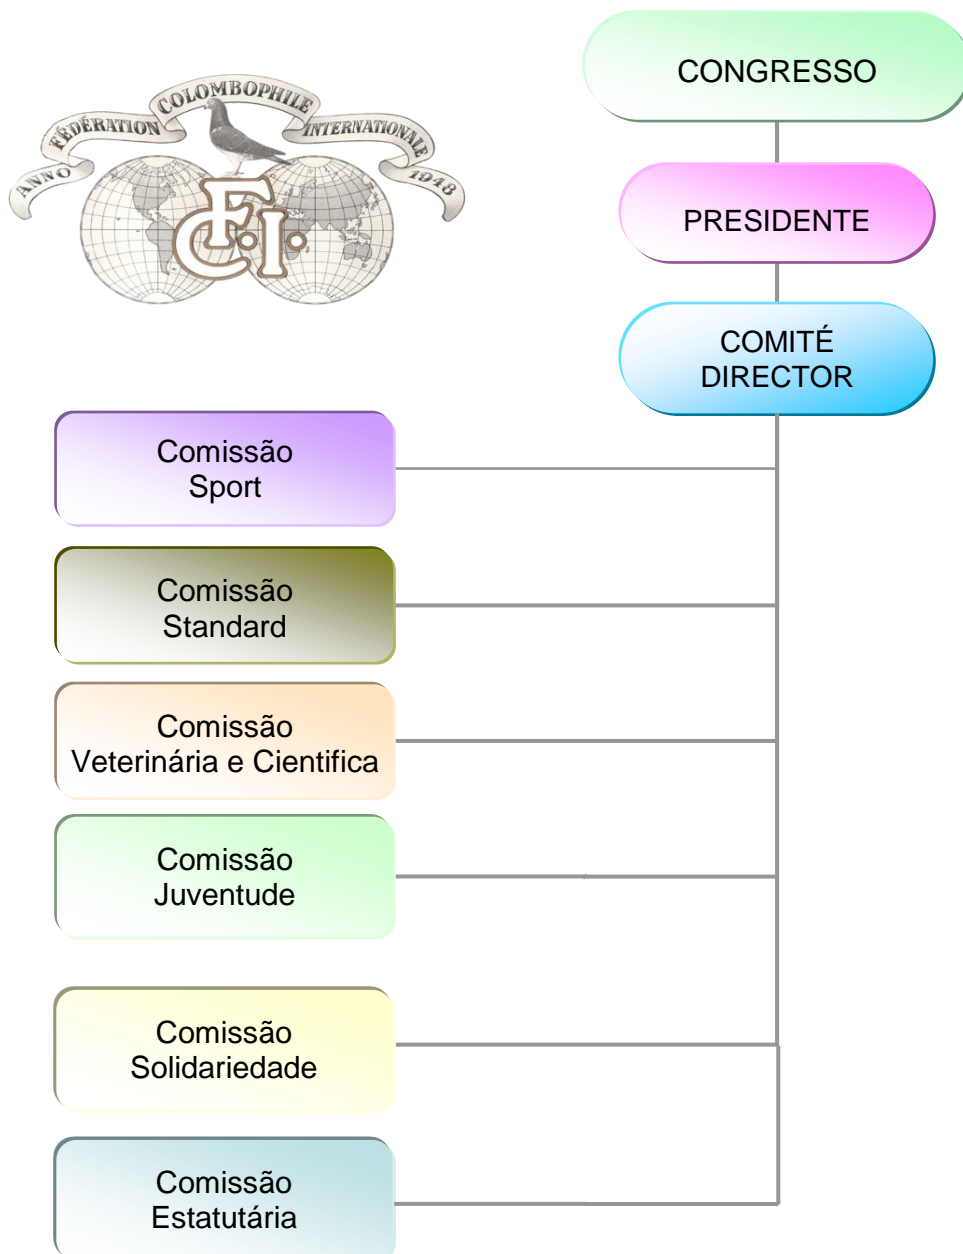 ANNO FÉDÉRATION COLOMBOPHILE INTERNATIONALE 1948
F.C.I.
CONGRESSO
PRESIDENTE
COMITÉ
DIRECTOR
Comissão
Sport
Comissão
Standard
Comissão
Veterinária e Cientifica
Comissão
Juventude
Comissão
Solidariedade
Comissão
Estatutária